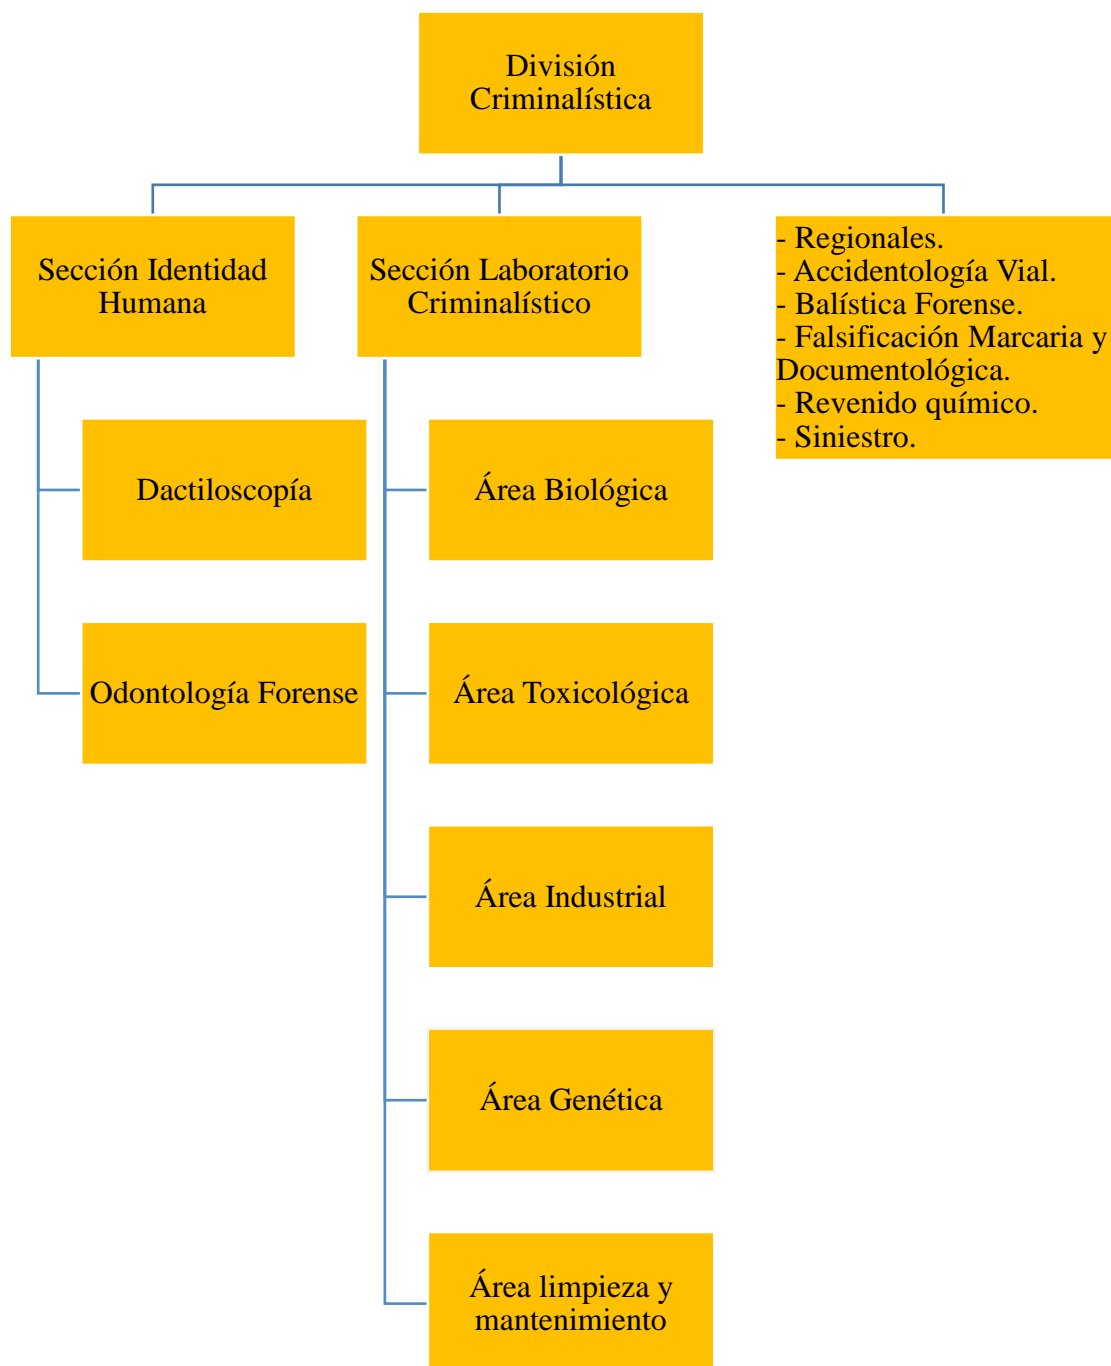 División
Criminalística
Sección Identidad
Humana
Sección Laboratorio
Criminalístico
- Regionales.
- Accidentología Vial.
- Balística Forense.
- Falsificación Marcaria y
Documentológica.
- Revenido químico.
- Siniestro.
Dactiloscopía
Odontología Forense
Área Biológica
Área Toxicológica
Área Industrial
Área Genética
Área limpieza y
mantenimiento